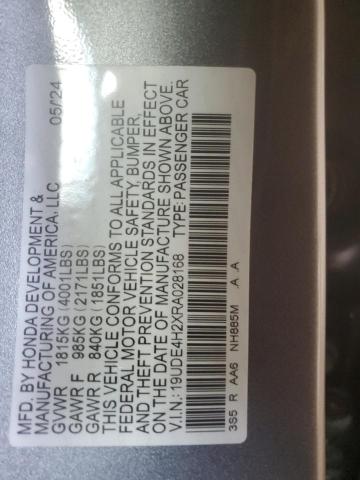 MFD. BY HONDA DEVELOPMENT &
MANUFACTURING OF AMERICA, LLC 05/24
GVWR 1815KG (4001LBS)
GAWR F 985KG (2171LBS)
GAWR R 840KG (1851LBS)
THIS VEHICLE CONFORMS TO ALL APPLICABLE
FEDERAL MOTOR VEHICLE SAFETY, BUMPER,
AND THEFT PREVENTION STANDARDS IN EFFECT
ON THE DATE OF MANUFACTURE SHOWN ABOVE.
V.I.N.: 19UDE4H2XRA028168 TYPE: PASSENGER CAR
3S5 R AA6 NH885M A A